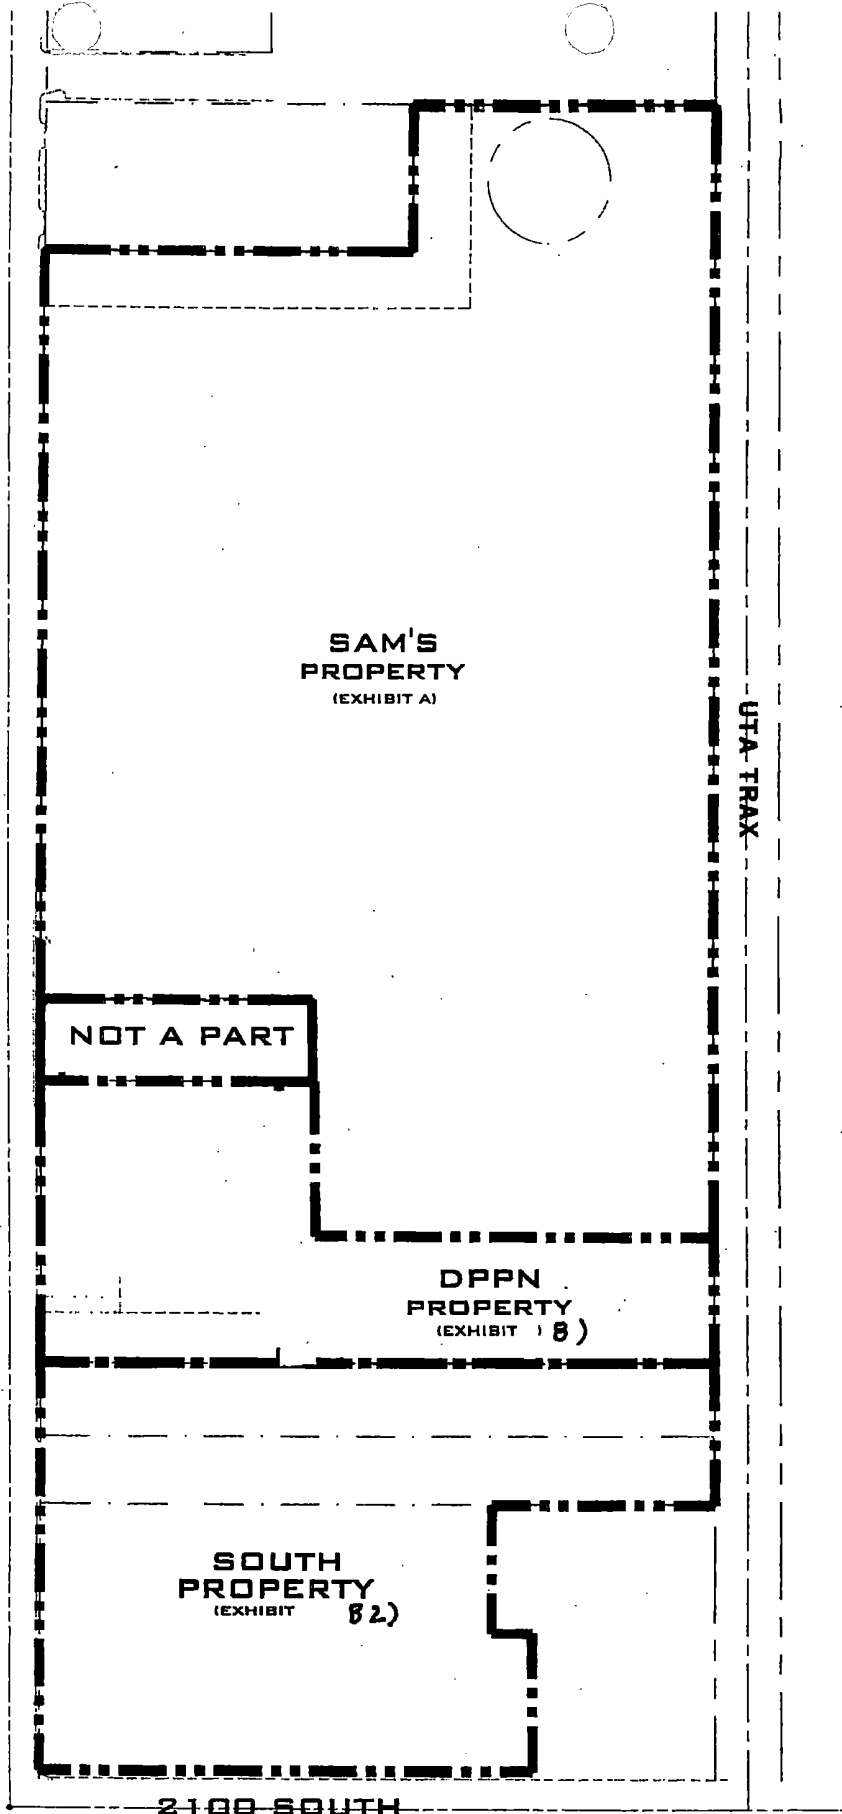 SAM'S
PROPERTY
(EXHIBIT A)
UTA TRAX
NOT A PART
DPPN
PROPERTY
(EXHIBIT ) B)
SOUTH
PROPERTY
(EXHIBIT B2)
2100 SOUTH